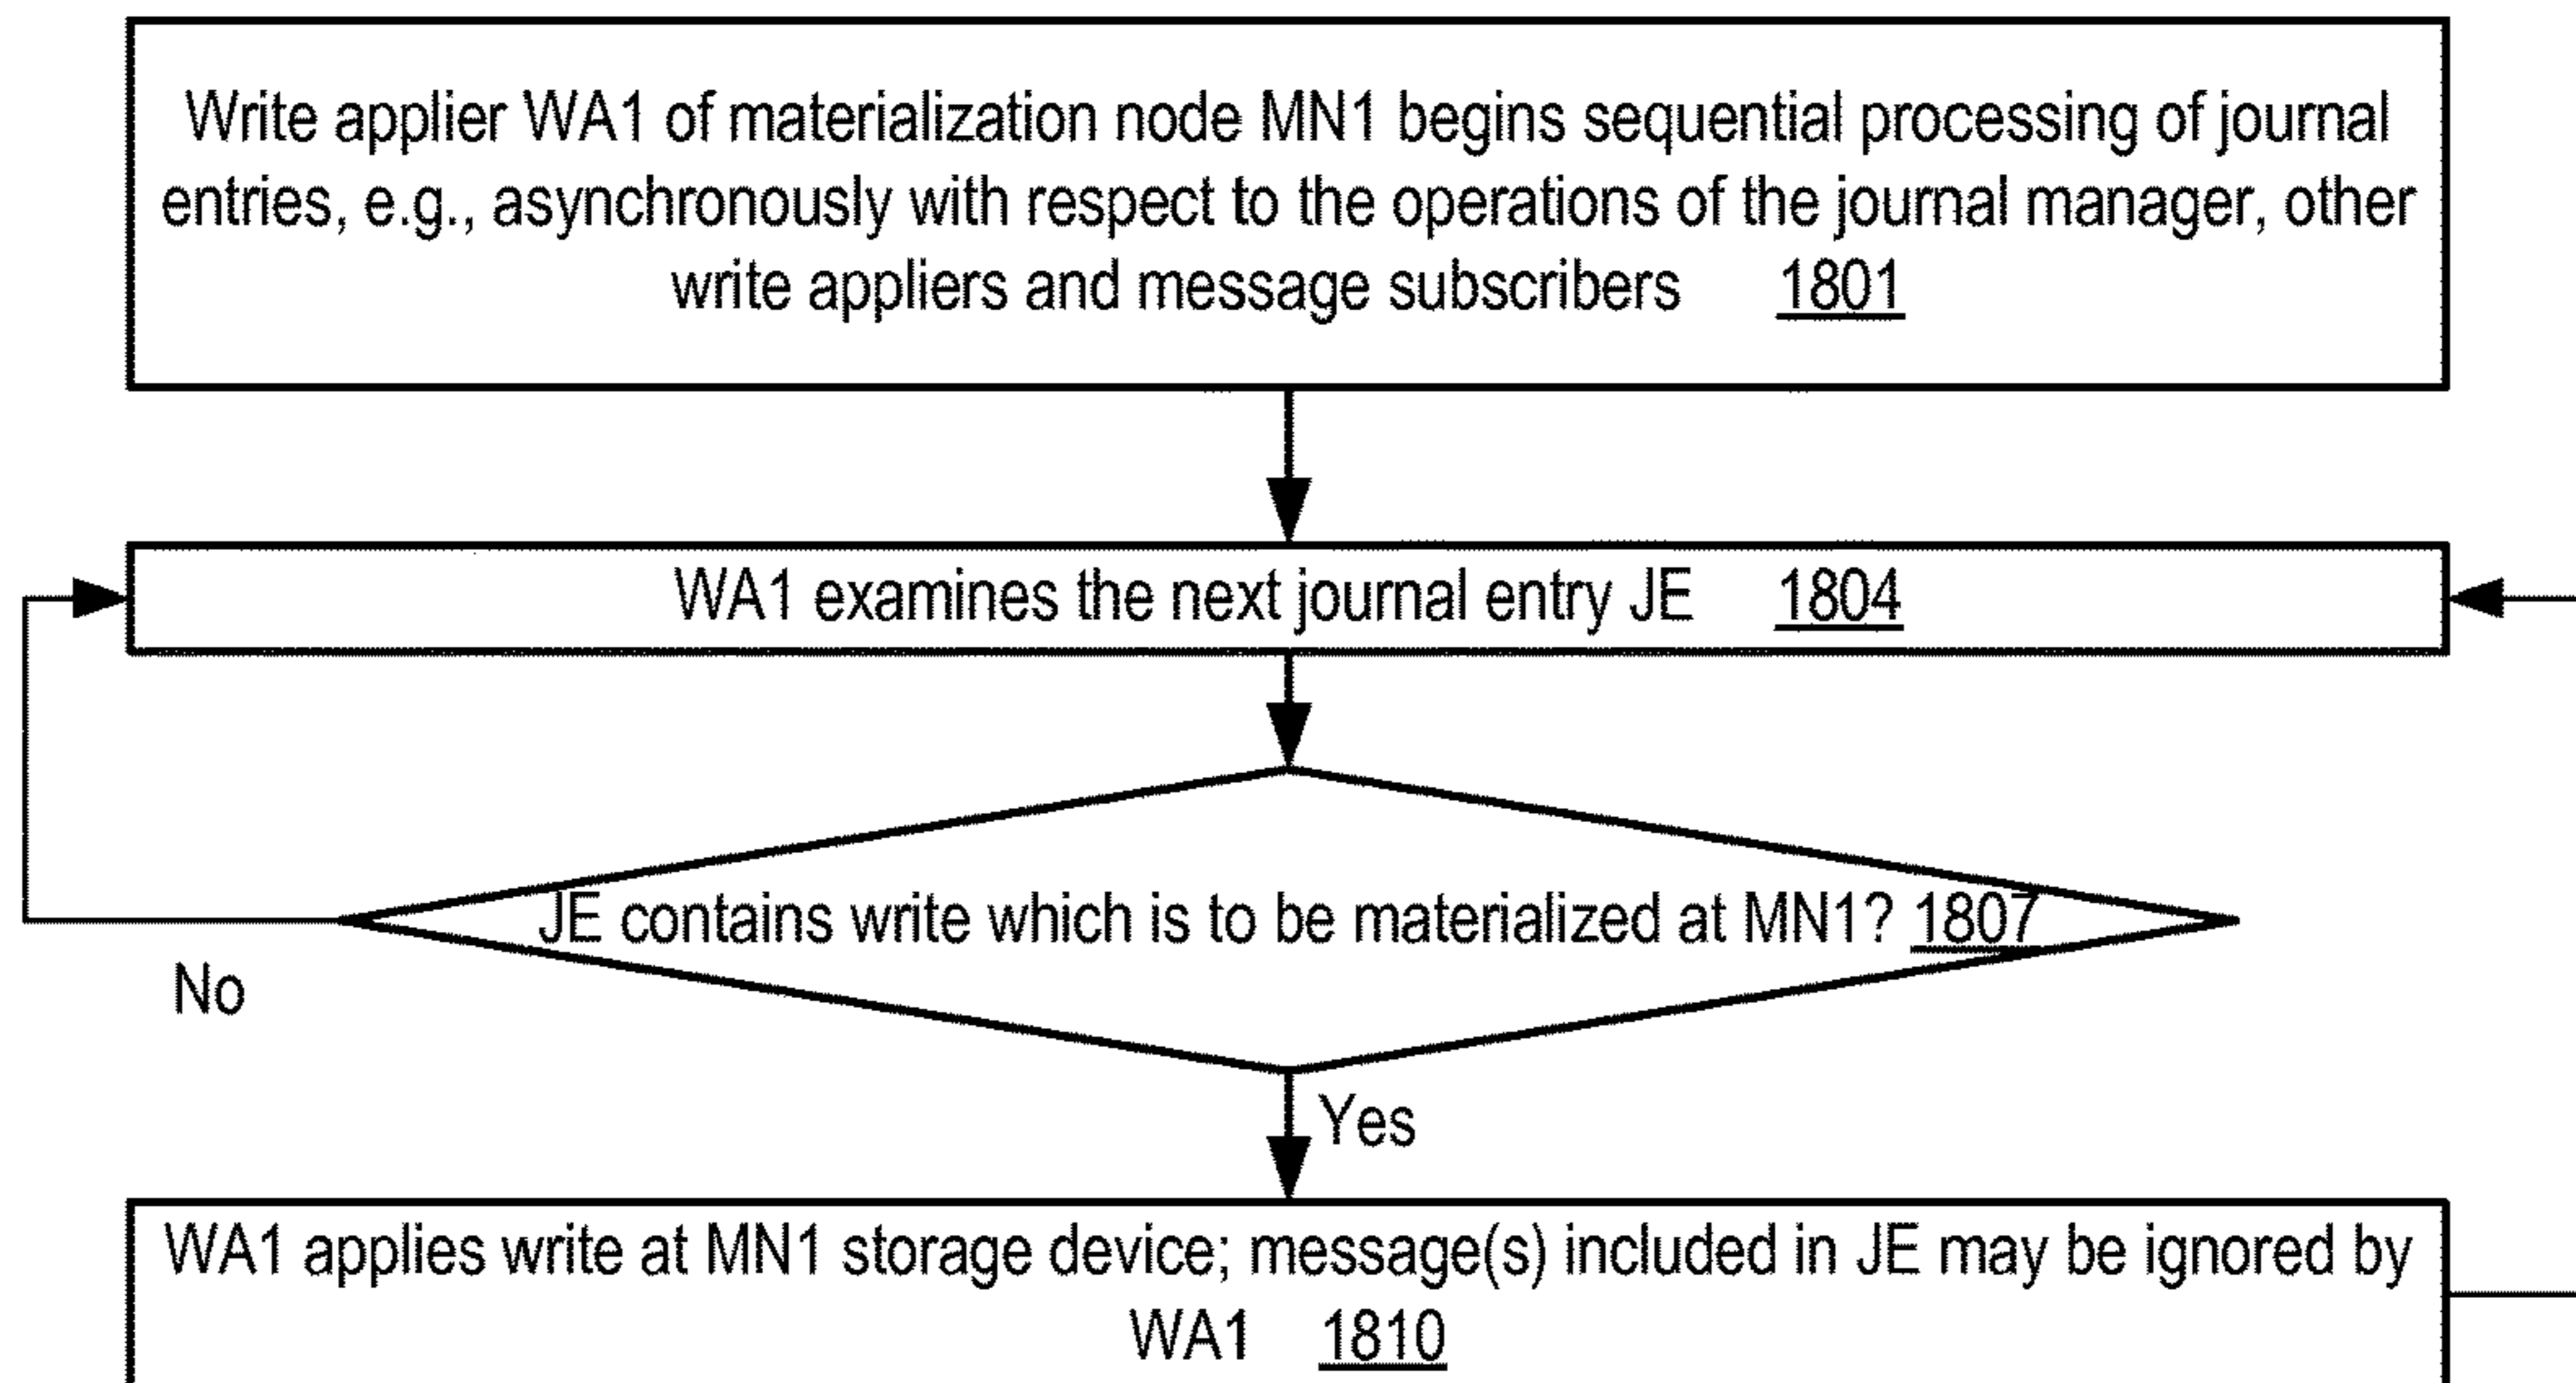 Write applier WA1 of materialization node MN1 begins sequential processing of journal
entries, e.g., asynchronously with respect to the operations of the journal manager, other
write appliers and message subscribers 1801
WA1 examines the next journal entry JE 1804
JE contains write which is to be materialized at MN1? 1807
No
Yes
WA1 applies write at MN1 storage device; message(s) included in JE may be ignored by
WA1 1810